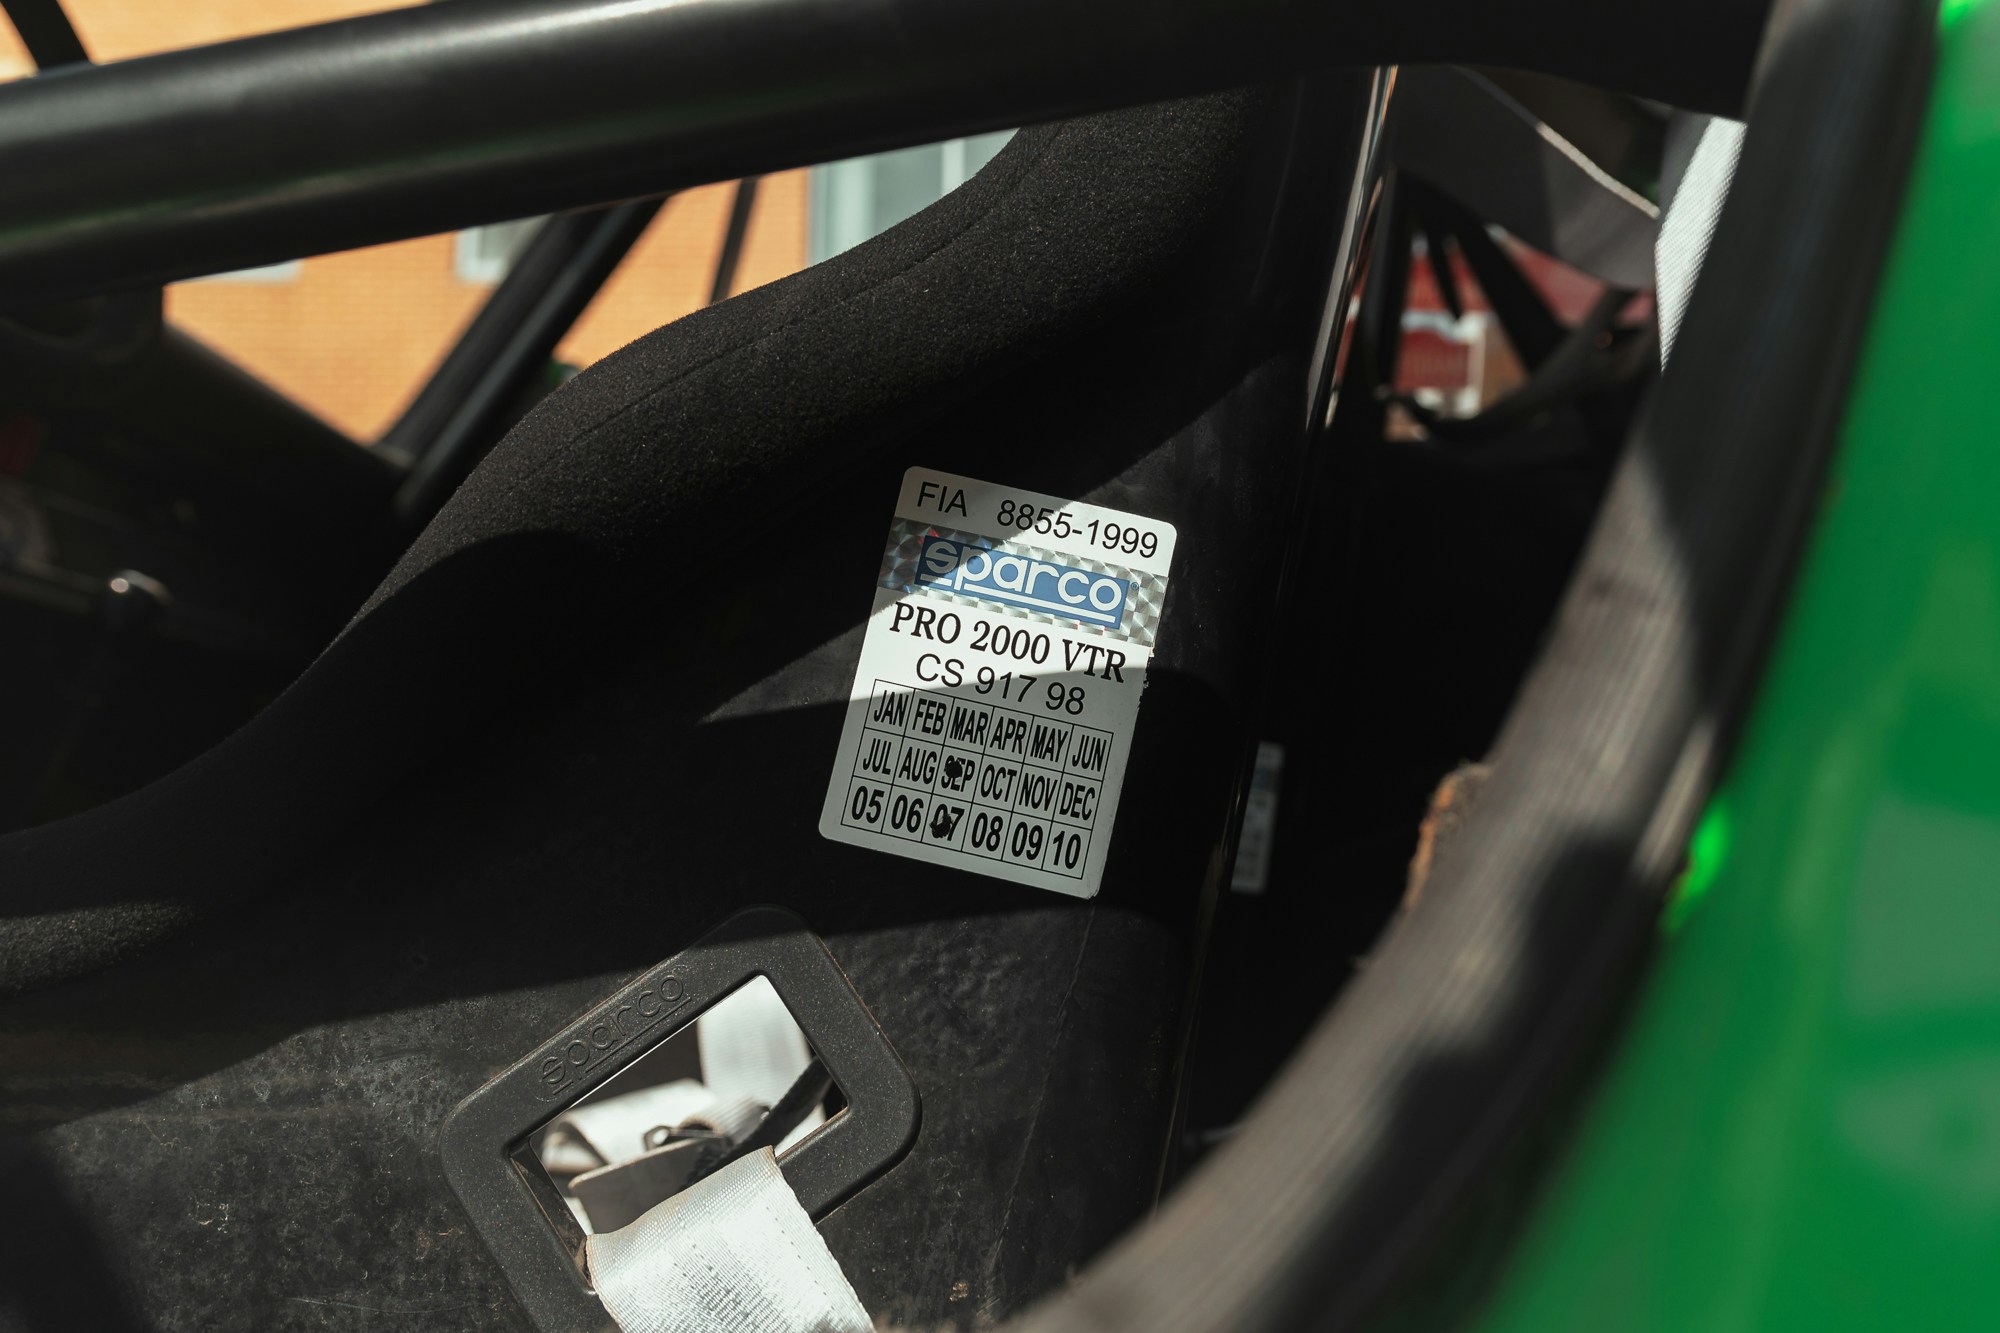 FIA 8855-1999
sparco
PRO 2000 VTR
CS 917 98
JAN FEB MAR APR MAY JUN
JUL AUG SEP OCT NOV DEC
05 06 07 08 09 10
sparco